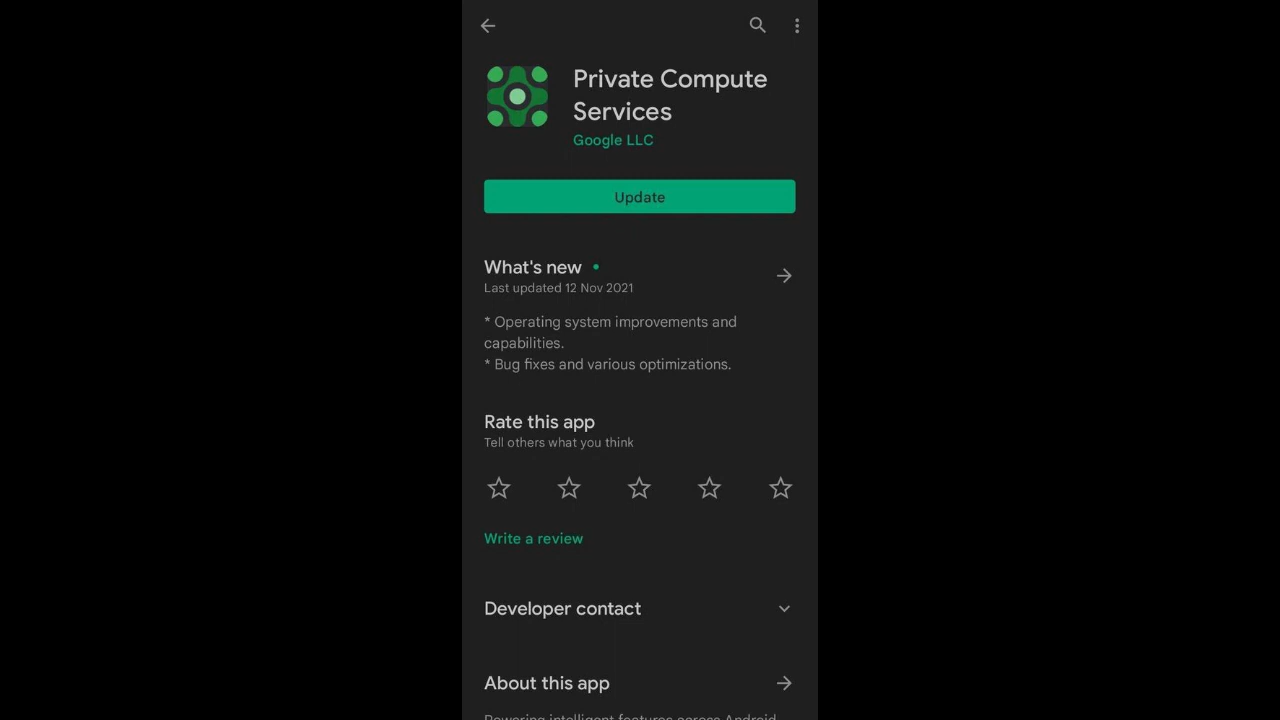 Private Compute
Services
Google LLC
Update
What's new
Last updated 12 Nov 2021
* Operating system improvements and
capabilities.
* Bug fixes and various optimizations.
Rate this app
Tell others what you think
Write a review
Developer contact
About this app
Powering intelligent features across Android